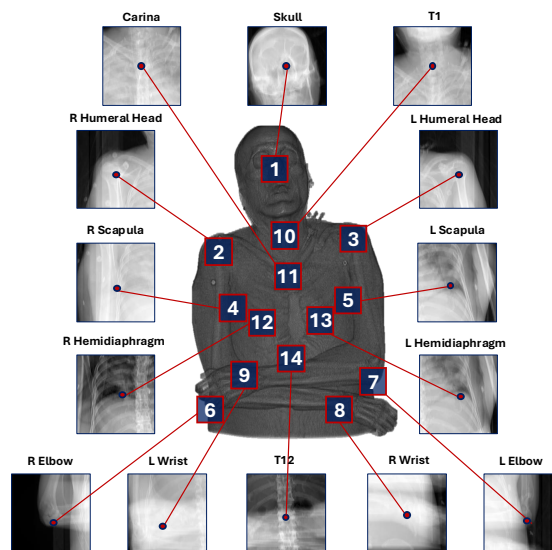 Carina
Skull
T1
R Humeral Head
L Humeral Head
1
10
2
3
R Scapula
L Scapula
11
5
4
12
13
R Hemidiaphragm
L Hemidiaphragm
14
9
7
6
8
R Elbow
L Wrist
T12
R Wrist
L Elbow